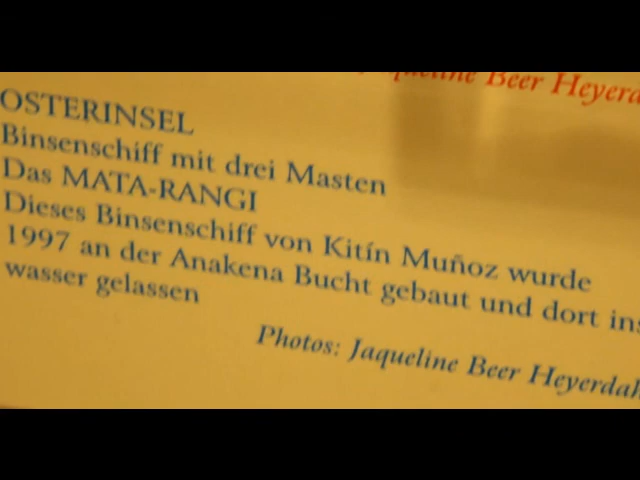 Jaqueline Beer Heyerda
OSTERINSEL
Binsenschiff mit drei Masten
Das MATA-RANGI
Dieses Binsenschiff von Kitín Muñoz wurde
1997 an der Anakena Bucht gebaut und dort ins
wasser gelassen
Photos: Jaqueline Beer Heyerdah